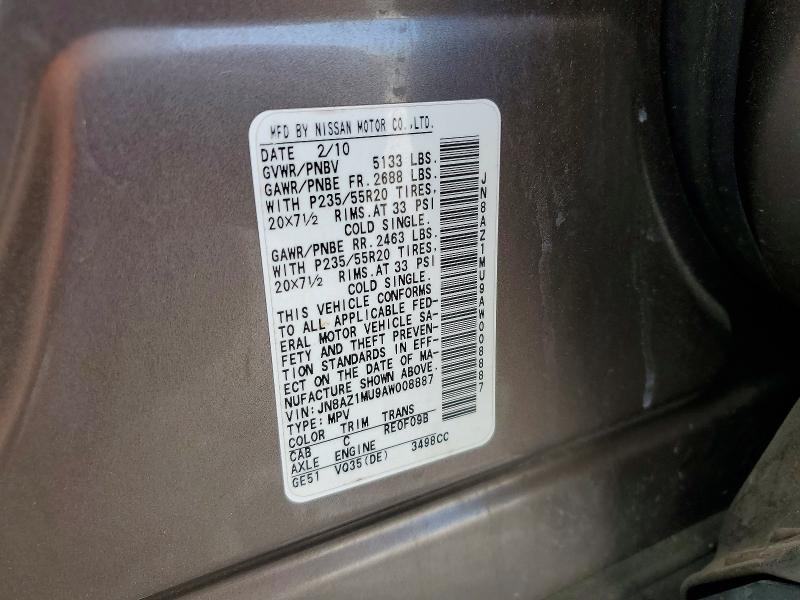 MFD BY NISSAN MOTOR CO.,LTD.
DATE 2/10
GVWR/PNBV 5133 LBS.
GAWR/PNBE FR. 2688 LBS.
WITH P235/55R20 TIRES,
20X7½ RIMS.AT 33 PSI
COLD SINGLE.
GAWR/PNBE RR. 2463 LBS.
WITH P235/55R20 TIRES,
20X7½ RIMS.AT 33 PSI
COLD SINGLE.
THIS VEHICLE CONFORMS
TO ALL APPLICABLE FED-
ERAL MOTOR VEHICLE SA-
FETY AND THEFT PREVEN-
TION STANDARDS IN EFF-
ECT ON THE DATE OF MA-
NUFACTURE SHOWN ABOVE.
VIN: JN8AZ1MU9AW008887
TYPE: MPV
COLOR TRIM TRANS
CAB C RE0F09B
AXLE ENGINE
GE51 VQ35(DE) 3498CC
JN8AZ1MU9AW008887